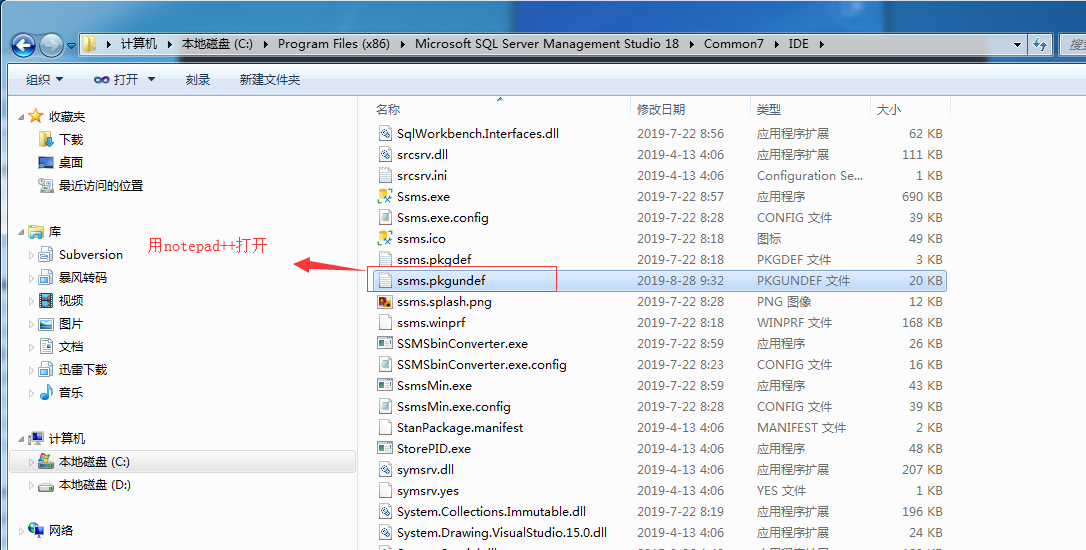 计算机 本地磁盘 (C:) Program Files (x86) Microsoft SQL Server Management Studio 18 Common7 IDE
组织 打开 刻录 新建文件夹
收藏夹
下载
桌面
最近访问的位置
库
Subversion
暴风转码
视频
图片
文档
迅雷下载
音乐
计算机
本地磁盘 (C:)
本地磁盘 (D:)
网络
用notepad++打开
名称 修改日期 类型 大小
SqlWorkbench.Interfaces.dll 2019-7-22 8:56 应用程序扩展 62 KB
srcsrv.dll 2019-4-13 4:06 应用程序扩展 111 KB
srcsrv.ini 2019-4-13 4:06 Configuration Se... 1 KB
Ssms.exe 2019-7-22 8:57 应用程序 690 KB
Ssms.exe.config 2019-7-22 8:28 CONFIG 文件 39 KB
ssms.ico 2019-7-22 8:28 图标 49 KB
ssms.pkgdef 2019-7-22 8:18 PKGDEF 文件 3 KB
ssms.pkgundef 2019-8-28 9:32 PKGUNDEF 文件 20 KB
ssms.splash.png 2019-7-22 8:18 PNG 图像 12 KB
ssms.winprf 2019-7-22 8:18 WINPRF 文件 168 KB
SSMSbinConverter.exe 2019-7-22 8:59 应用程序 26 KB
SSMSbinConverter.exe.config 2019-7-22 8:23 CONFIG 文件 16 KB
SsmsMin.exe 2019-7-22 8:59 应用程序 43 KB
SsmsMin.exe.config 2019-7-22 8:28 CONFIG 文件 39 KB
StanPackage.manifest 2019-4-13 4:06 MANIFEST 文件 2 KB
StorePID.exe 2019-4-13 4:06 应用程序 48 KB
symsrv.dll 2019-4-13 4:06 应用程序扩展 207 KB
symsrv.yes 2019-4-13 4:06 YES 文件 1 KB
System.Collections.Immutable.dll 2019-4-13 4:06 应用程序扩展 196 KB
System.Drawing.VisualStudio.15.0.dll 2019-4-13 4:06 应用程序扩展 24 KB